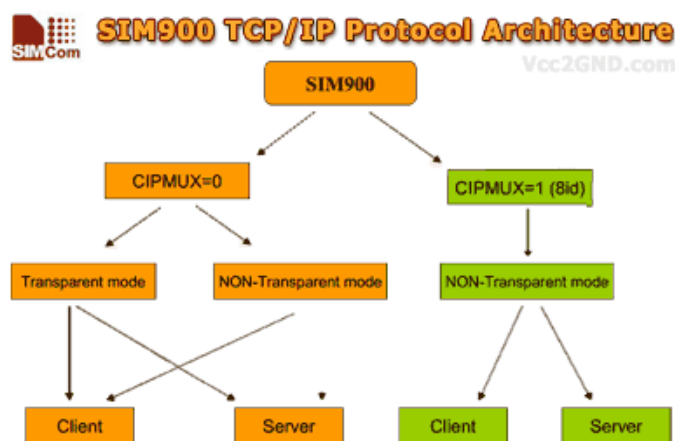 SIMCom
SIM900 TCP/IP Protocol Architecture
Vcc2GND.com
SIM900
CIPMUX=0
CIPMUX=1 (8id)
Transparent mode
NON-Transparent mode
NON-Transparent mode
Client
Server
Client
Server